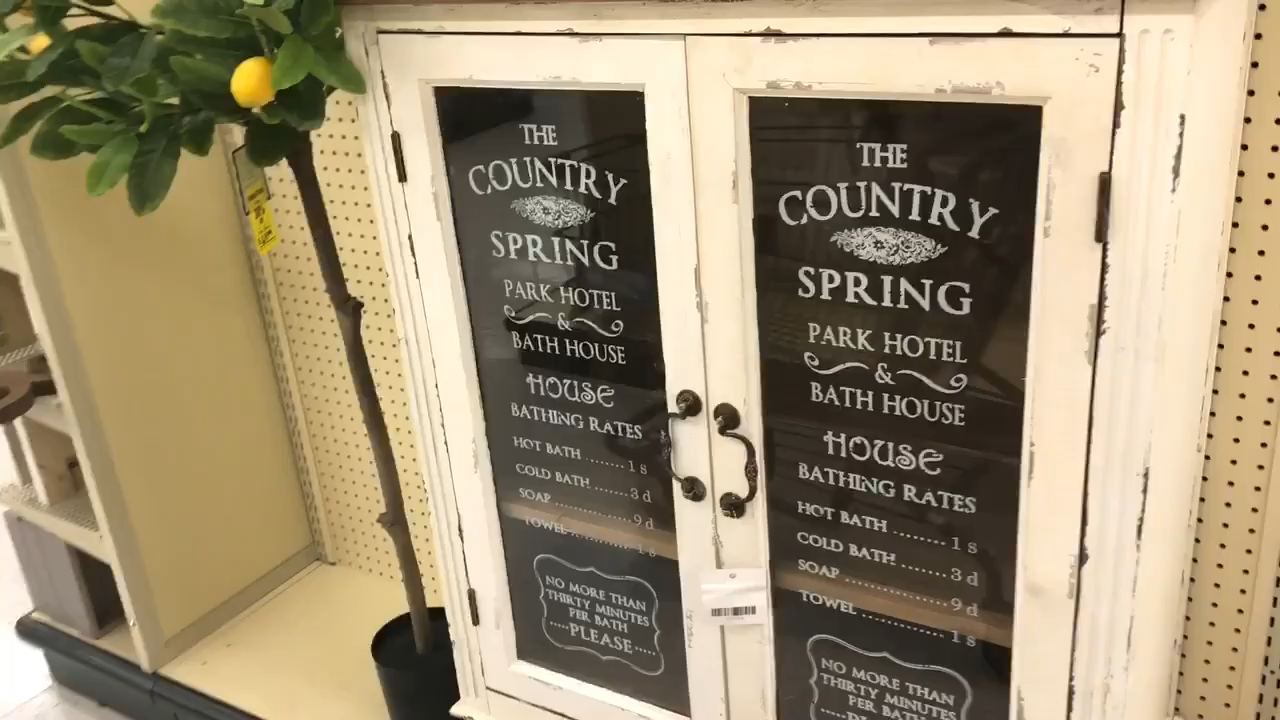 THE
COUNTRY
SPRING
PARK HOTEL
&
BATH HOUSE
HOUSE
BATHING RATES
HOT BATH ........ 1 s
COLD BATH ....... 3 d
SOAP ............... 9 d
TOWEL ............ 1 s
NO MORE THAN
THIRTY MINUTES
PER BATH
.....PLEASE.....
THE
COUNTRY
SPRING
PARK HOTEL
&
BATH HOUSE
HOUSE
BATHING RATES
HOT BATH ......... 1 s
COLD BATH ....... 3 d
SOAP ................ 9 d
TOWEL ............. 1 s
NO MORE THAN
THIRTY MINUTES
PER BATH